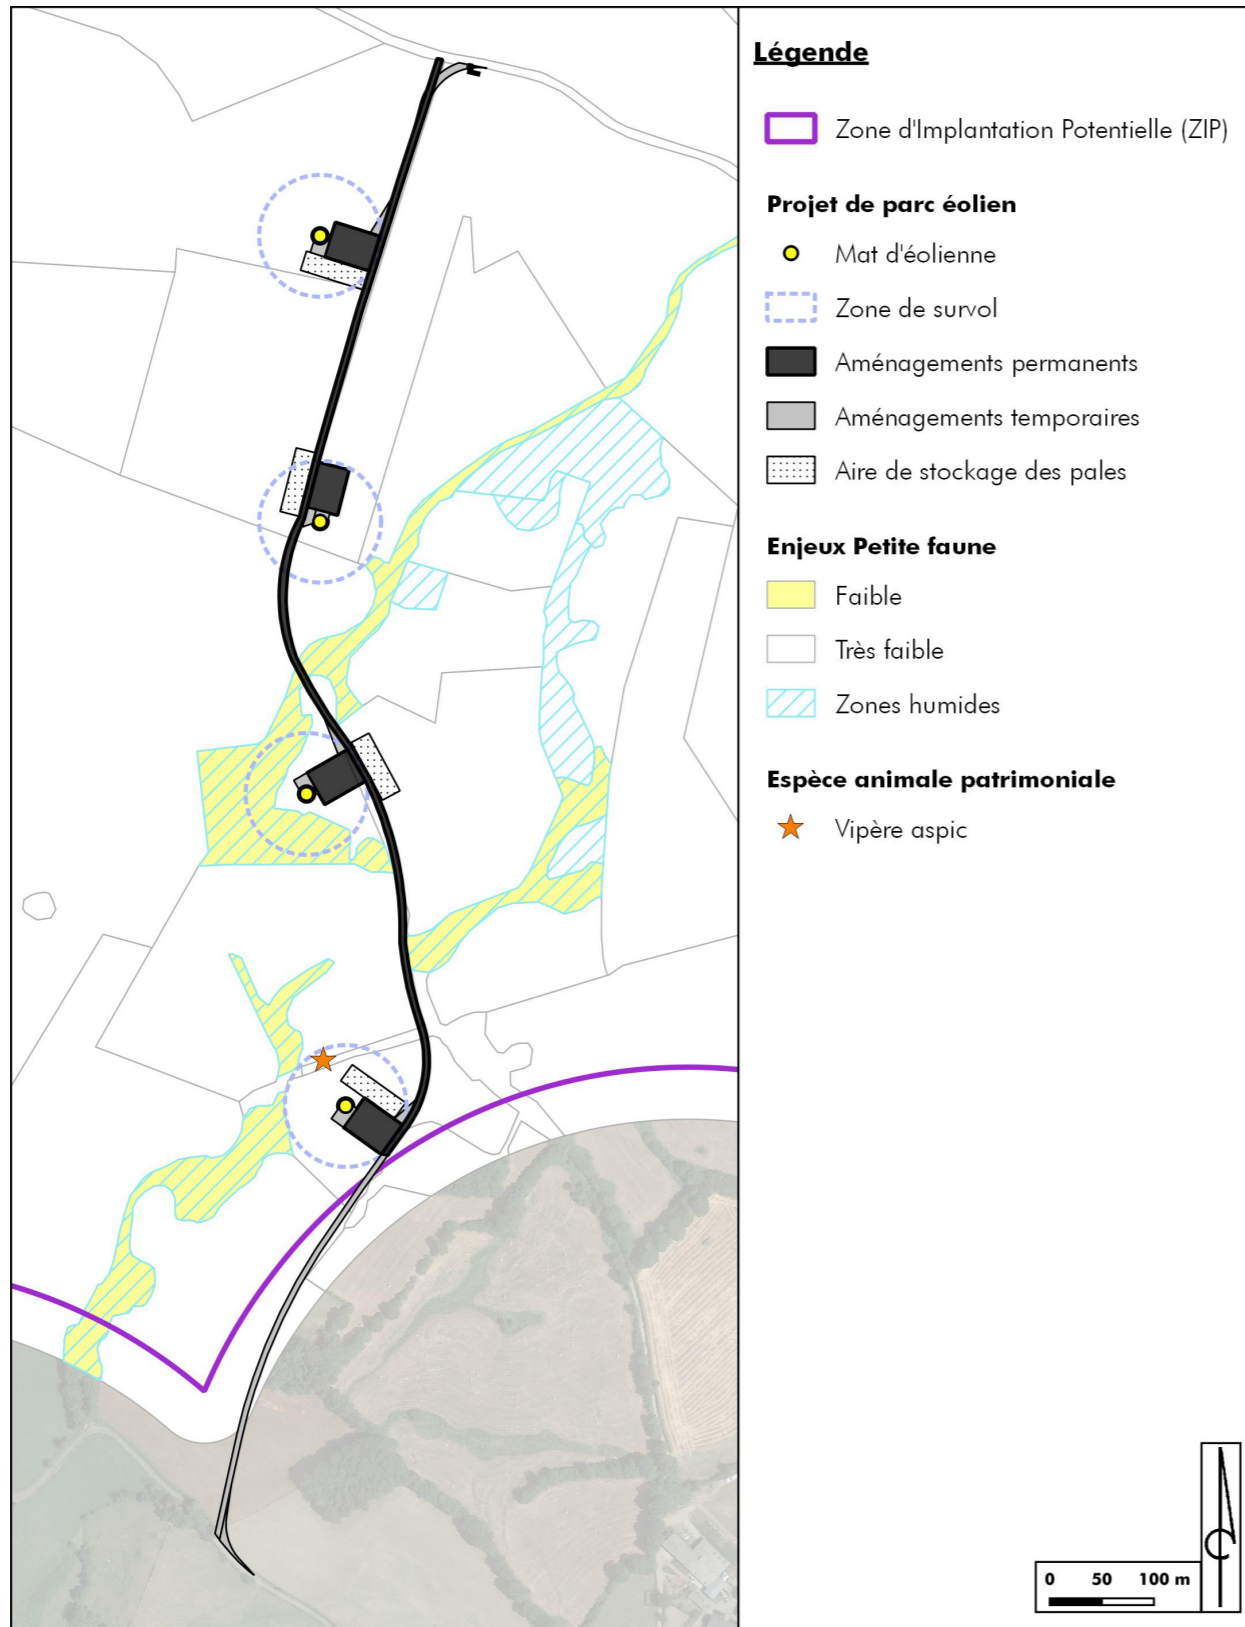 Légende
Zone d'Implantation Potentielle (ZIP)
Projet de parc éolien
Mat d'éolienne
Zone de survol
Aménagements permanents
Aménagements temporaires
Aire de stockage des pales
Enjeux Petite faune
Faible
Très faible
Zones humides
Espèce animale patrimoniale
Vipère aspic
0 50 100 m